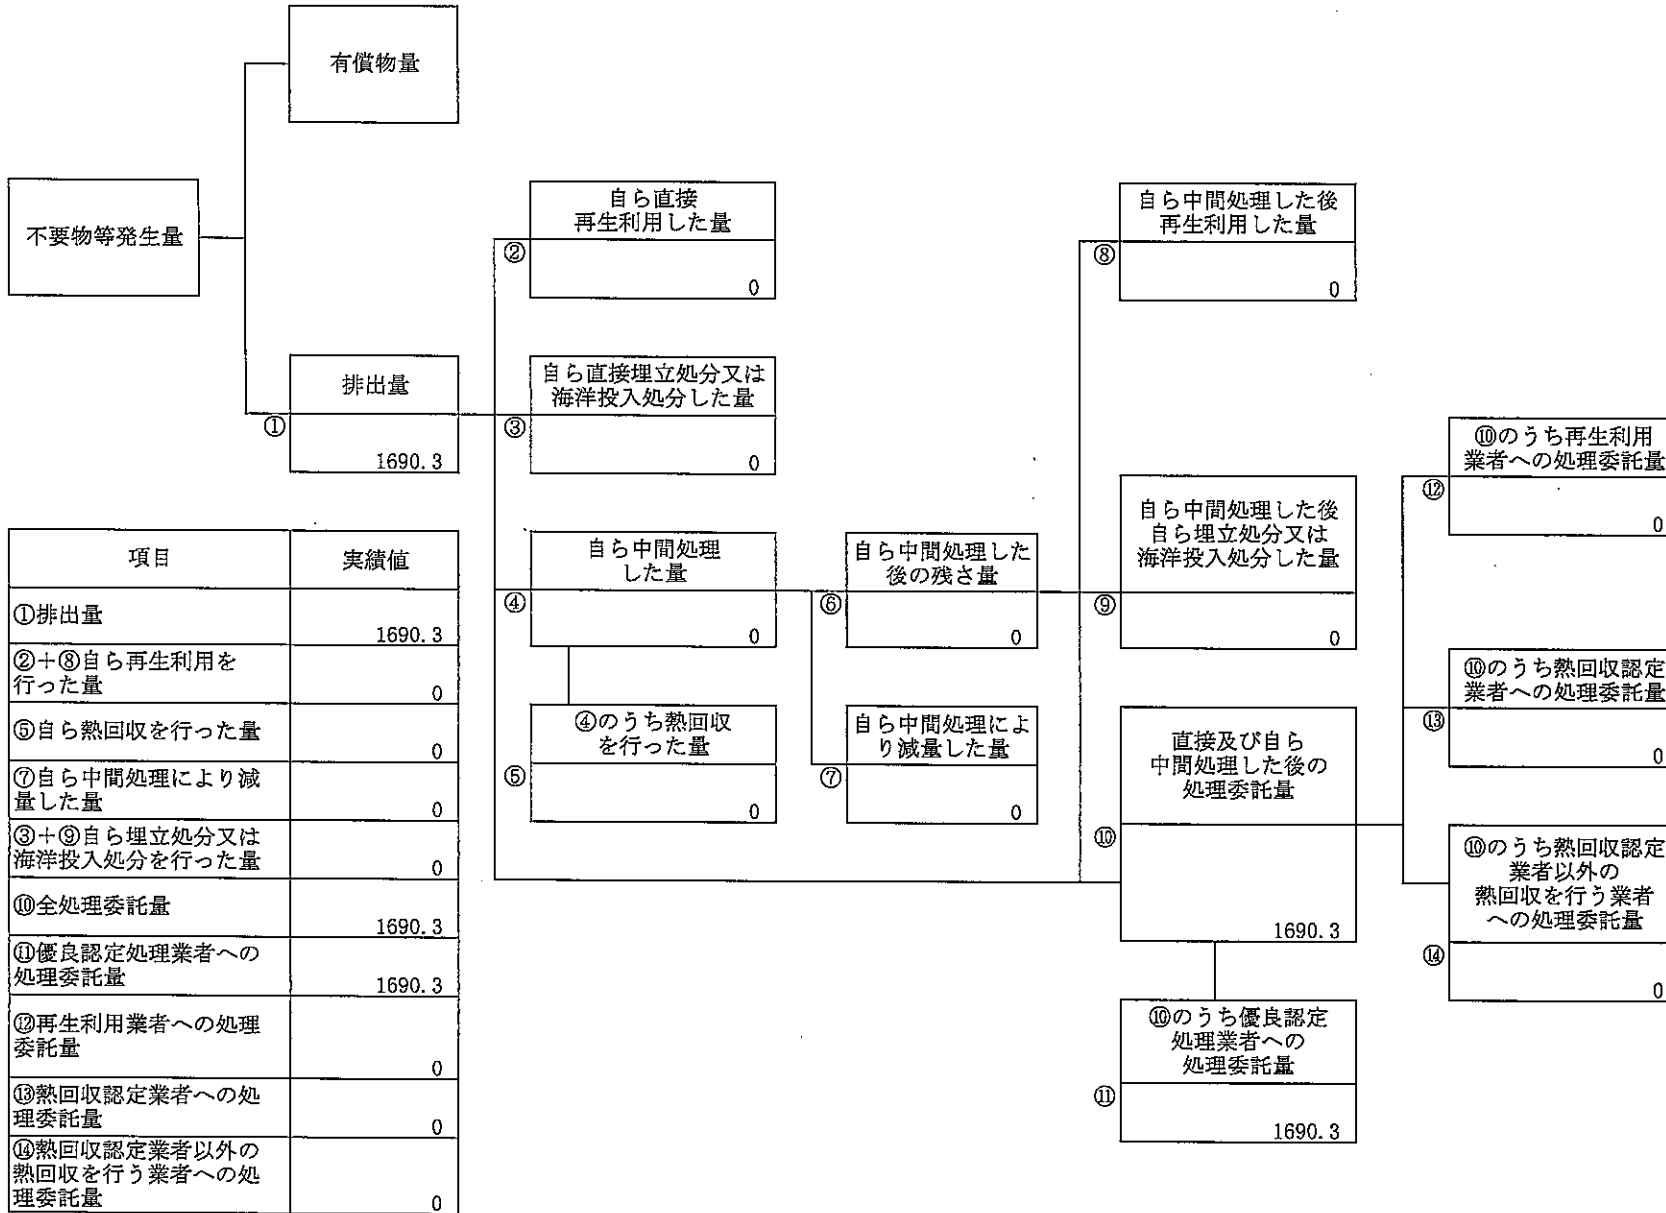 有償物量
不要物等発生量
排出量
①
1690.3
自ら直接
再生利用した量
②
0
自ら直接埋立処分又は
海洋投入処分した量
③
0
自ら中間処理
した量
④
0
④のうち熱回収
を行った量
⑤
0
自ら中間処理した
後の残さ量
⑥
0
自ら中間処理によ
り減量した量
⑦
0
自ら中間処理した後
再生利用した量
⑧
0
自ら中間処理した後
自ら埋立処分又は
海洋投入処分した量
⑨
0
直接及び自ら
中間処理した後の
処理委託量
⑩
1690.3
⑩のうち優良認定
処理業者への
処理委託量
⑪
1690.3
⑩のうち再生利用
業者への処理委託量
⑫
0
⑩のうち熱回収認定
業者への処理委託量
⑬
0
⑩のうち熱回収認定
業者以外の
熱回収を行う業者
への処理委託量
⑭
0
項目 実績値
①排出量
1690.3
②+⑧自ら再生利用を
行った量
0
⑤自ら熱回収を行った量
0
⑦自ら中間処理により減
量した量
0
③+⑨自ら埋立処分又は
海洋投入処分を行った量
0
⑩全処理委託量
1690.3
⑪優良認定処理業者への
処理委託量
1690.3
⑫再生利用業者への処理
委託量
0
⑬熱回収認定業者への処
理委託量
0
⑭熱回収認定業者以外の
熱回収を行う業者への処
理委託量
0